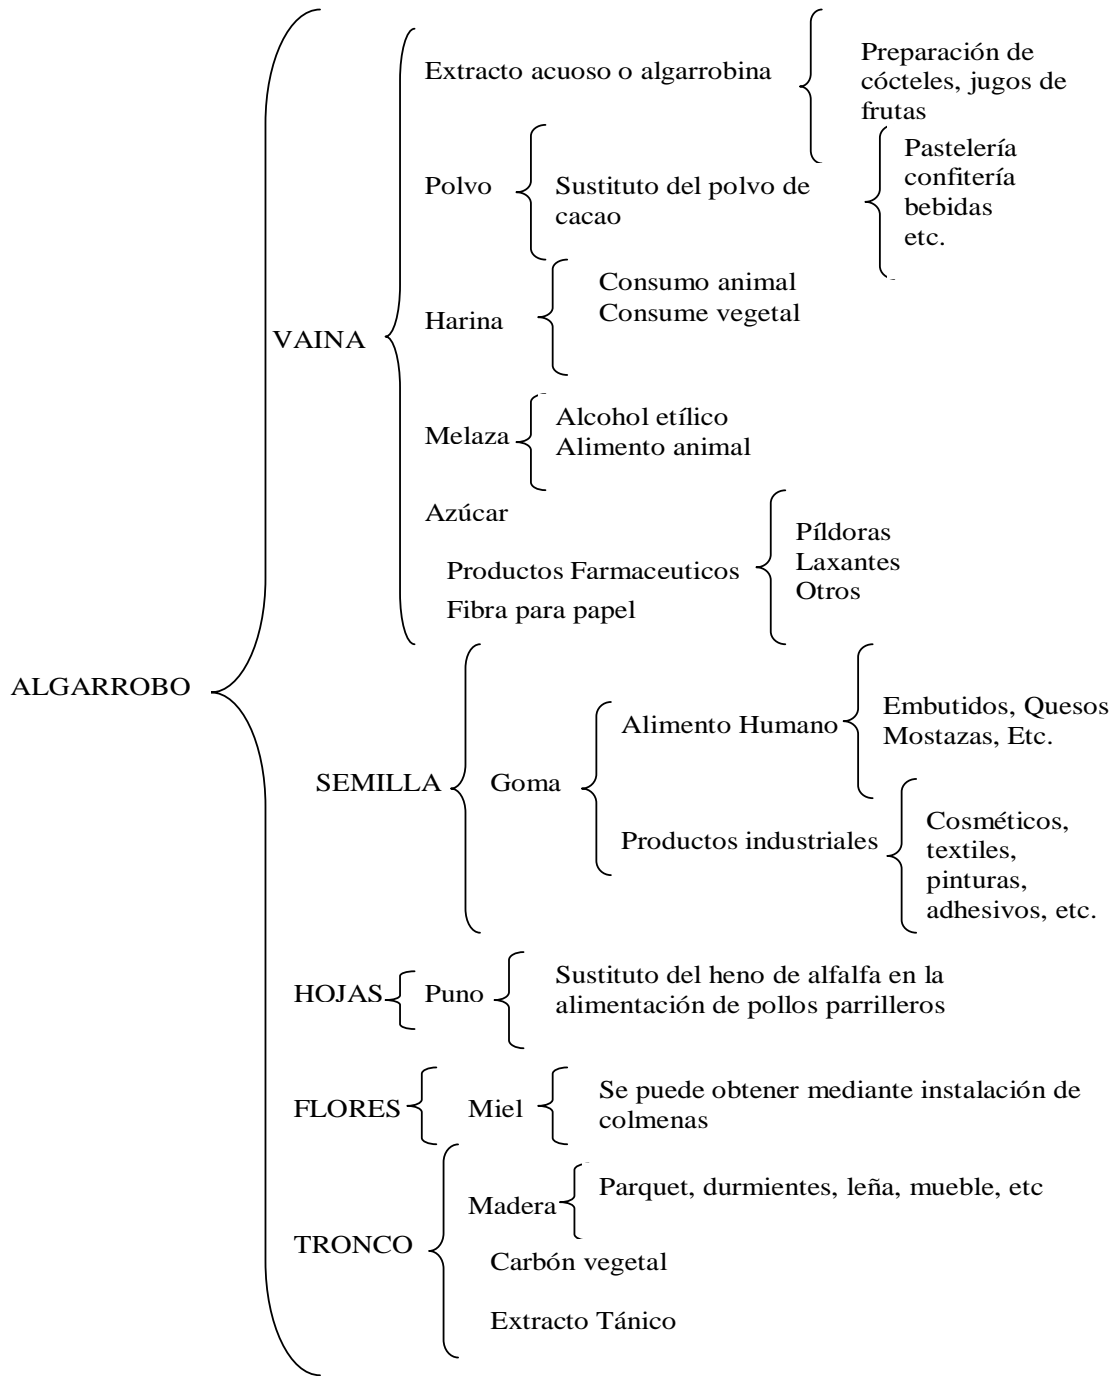 ALGARROBO
VAINA
Extracto acuoso o algarrobina
Preparación de
cócteles, jugos de
frutas
Polvo
Sustituto del polvo de
cacao
Pastelería
confitería
bebidas
etc.
Harina
Consumo animal
Consume vegetal
Melaza
Alcohol etílico
Alimento animal
Azúcar
Productos Farmaceuticos
Píldoras
Laxantes
Otros
Fibra para papel
SEMILLA
Goma
Alimento Humano
Embutidos, Quesos
Mostazas, Etc.
Productos industriales
Cosméticos,
textiles,
pinturas,
adhesivos, etc.
HOJAS
Puno
Sustituto del heno de alfalfa en la
alimentación de pollos parrilleros
FLORES
Miel
Se puede obtener mediante instalación de
colmenas
TRONCO
Madera
Parquet, durmientes, leña, mueble, etc
Carbón vegetal
Extracto Tánico